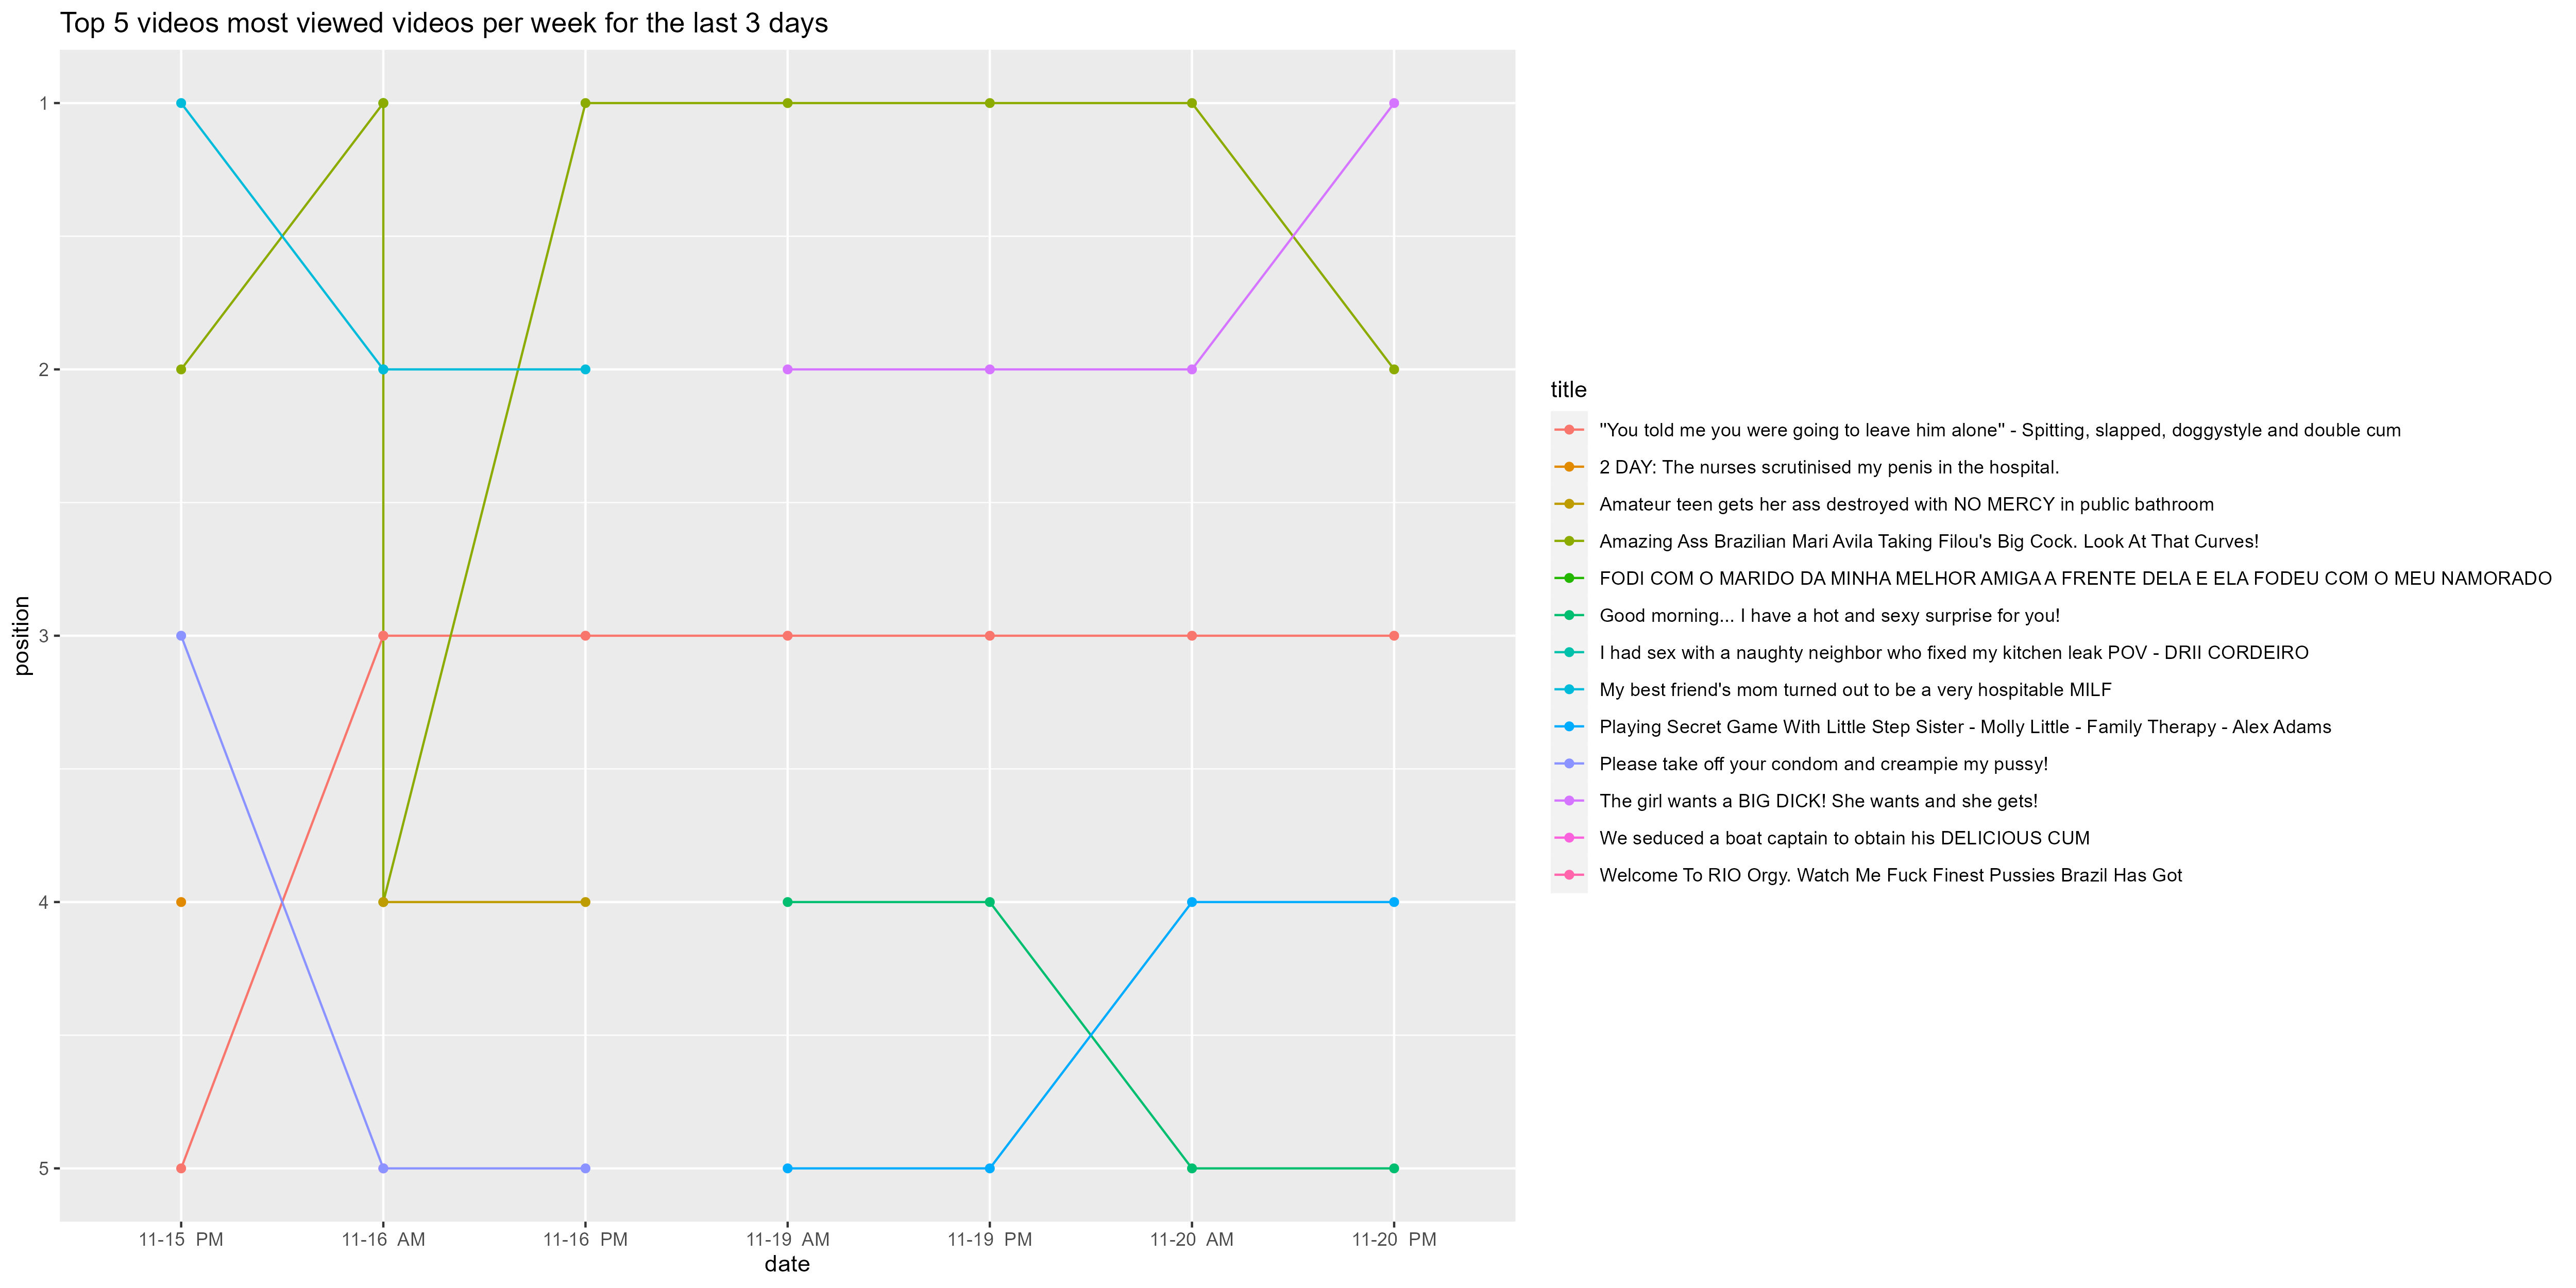 Top 5 videos most viewed videos per week for the last 3 days
position
1
2
3
4
5
11-15 PM
11-16 AM
11-16 PM
11-19 AM
11-19 PM
11-20 AM
11-20 PM
date
title
"You told me you were going to leave him alone" - Spitting, slapped, doggystyle and double cum
2 DAY: The nurses scrutinised my penis in the hospital.
Amateur teen gets her ass destroyed with NO MERCY in public bathroom
Amazing Ass Brazilian Mari Avila Taking Filou's Big Cock. Look At That Curves!
FODI COM O MARIDO DA MINHA MELHOR AMIGA A FRENTE DELA E ELA FODEU COM O MEU NAMORADO
Good morning... I have a hot and sexy surprise for you!
I had sex with a naughty neighbor who fixed my kitchen leak POV - DRII CORDEIRO
My best friend's mom turned out to be a very hospitable MILF
Playing Secret Game With Little Step Sister - Molly Little - Family Therapy - Alex Adams
Please take off your condom and creampie my pussy!
The girl wants a BIG DICK! She wants and she gets!
We seduced a boat captain to obtain his DELICIOUS CUM
Welcome To RIO Orgy. Watch Me Fuck Finest Pussies Brazil Has Got